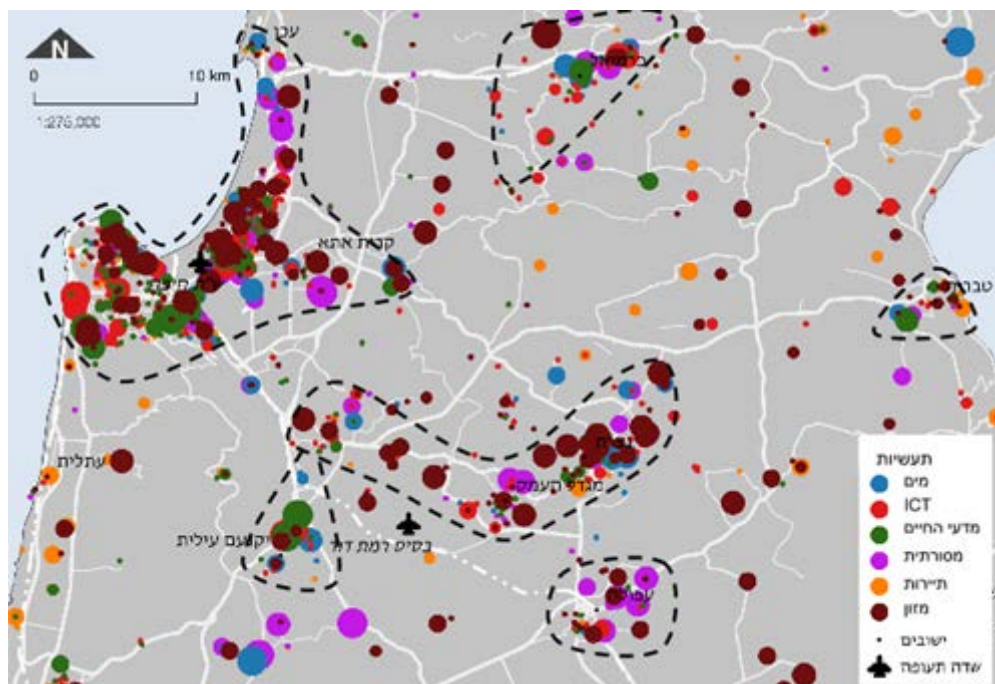 N
0 10 km
1:275,000
עכו
כרמיאל
קרית אתא
טבריה
עתלית
נצרת
מגדל העמק
יקנעם עילית
בסיס רמת דוד
עפולה
תעשיות
מים
ICT
מדעי החיים
מסורתית
תיירות
מזון
ישובים
שדה תעופה